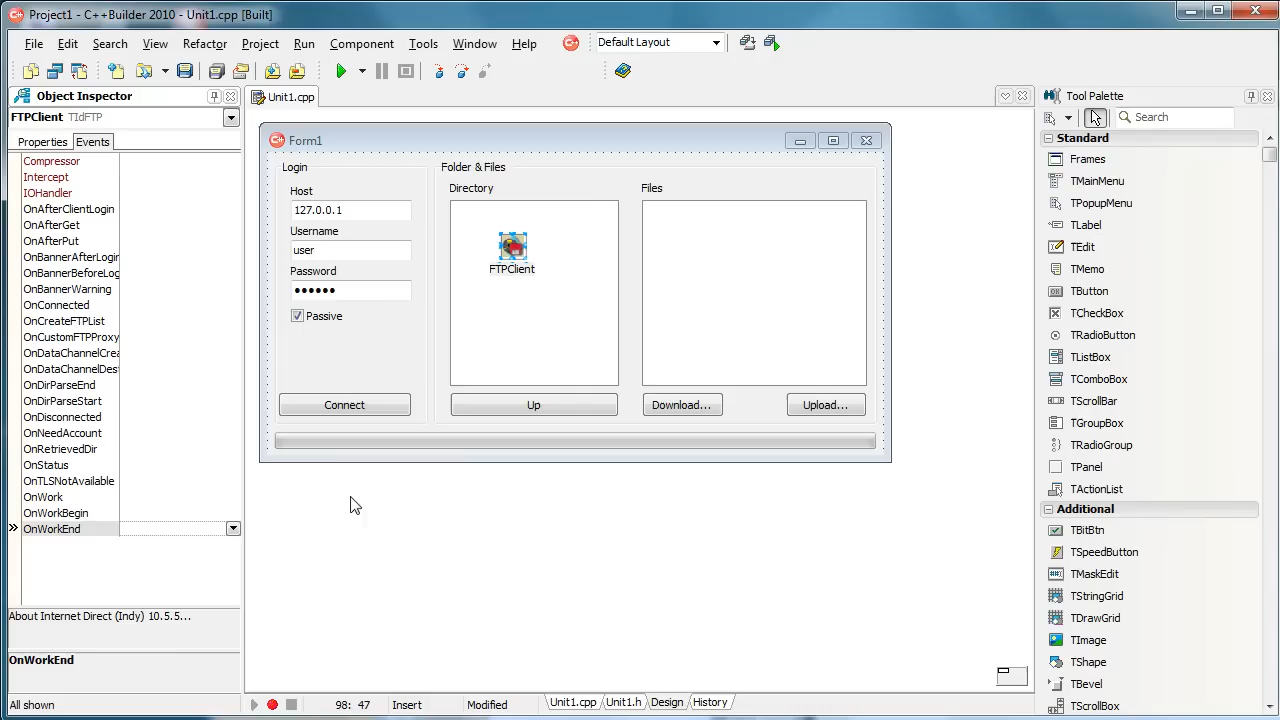 Project1 - C++Builder 2010 - Unit1.cpp [Built]
File Edit Search View Refactor Project Run Component Tools Window Help Default Layout
Object Inspector
FTPClient TIdFTP
Properties Events
Compressor
Intercept
IOHandler
OnAfterClientLogin
OnAfterGet
OnAfterPut
OnBannerAfterLogin
OnBannerBeforeLog
OnBannerWarning
OnConnected
OnCreateFTPList
OnCustomFTPProxy
OnDataChannelCrea
OnDataChannelDes
OnDirParseEnd
OnDirParseStart
OnDisconnected
OnNeedAccount
OnRetrievedDir
OnStatus
OnTLSNotAvailable
OnWork
OnWorkBegin
OnWorkEnd
About Internet Direct (Indy) 10.5.5...
OnWorkEnd
All shown
Unit1.cpp
Form1
Login
Host
127.0.0.1
Username
user
Password
••••••
Passive
Connect
Folder & Files
Directory
FTPClient
Up
Files
Download...
Upload...
98: 37 Insert Modified Unit1.cpp Unit1.h Design History
Tool Palette
Search
Standard
Frames
TMainMenu
TPopupMenu
TLabel
TEdit
TMemo
TButton
TCheckBox
TRadioButton
TListBox
TComboBox
TScrollBar
TGroupBox
TRadioGroup
TPanel
TActionList
Additional
TBitBtn
TSpeedButton
TMaskEdit
TStringGrid
TDrawGrid
TImage
TShape
TBevel
TScrollBox